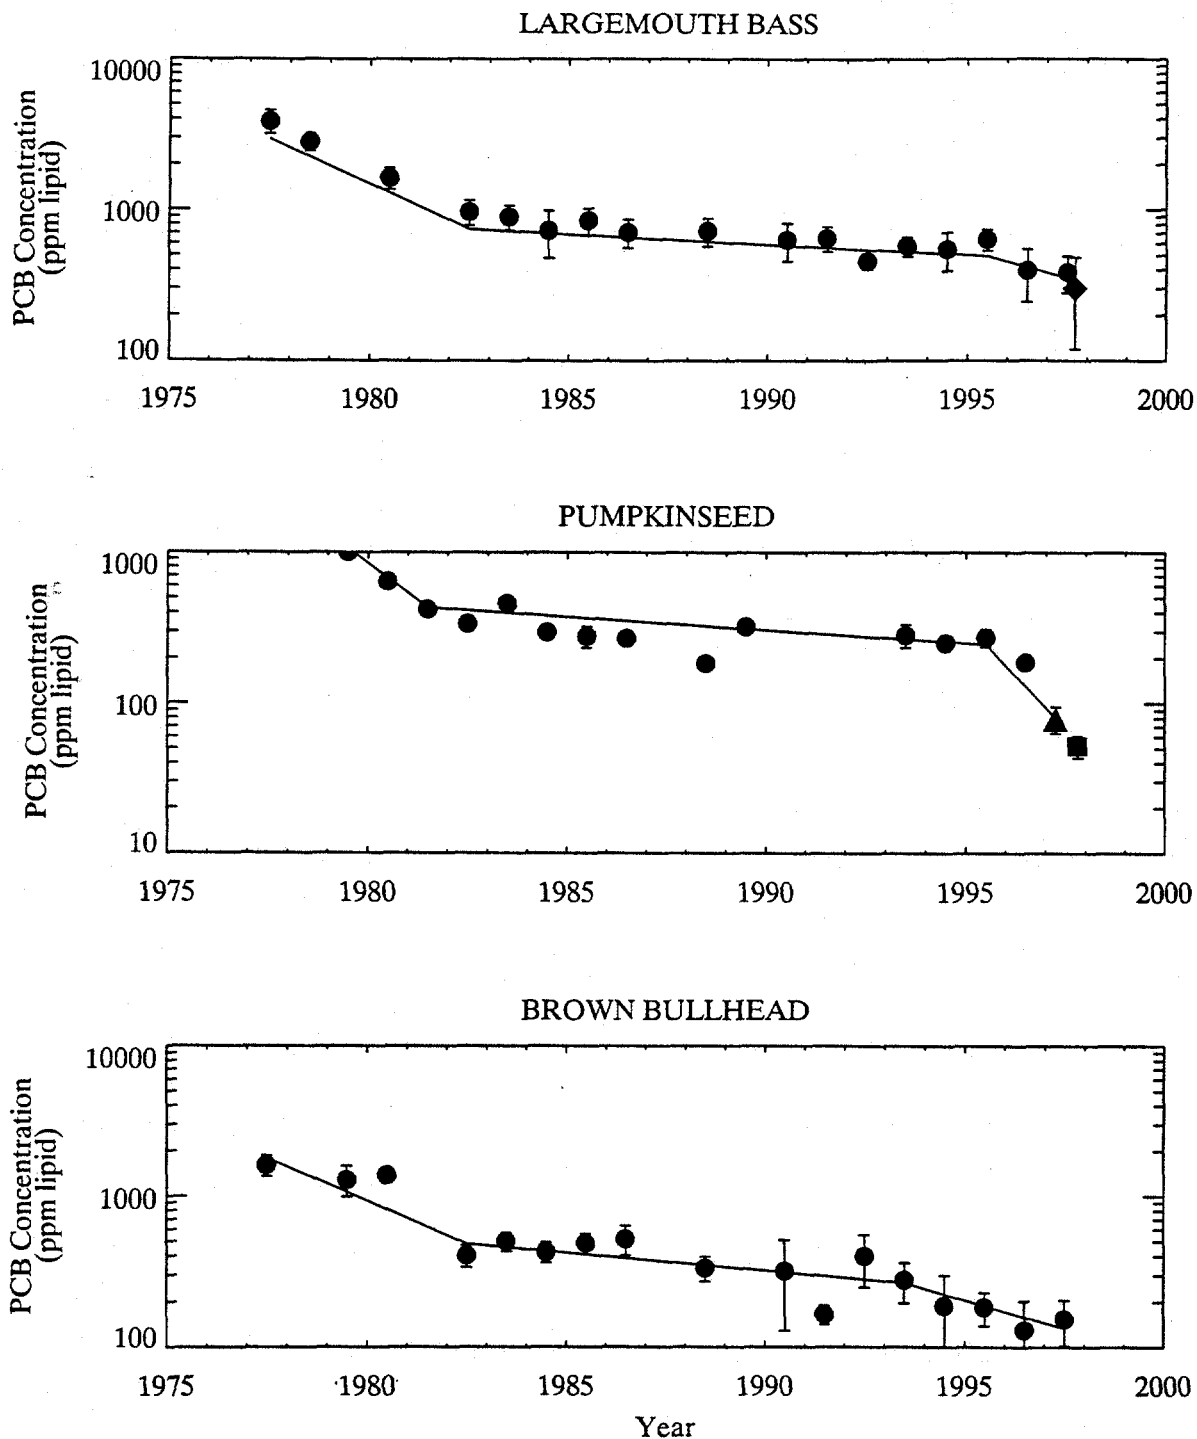 LARGEMOUTH BASS
PCB Concentration
(ppm lipid)
10000
1000
100
1975 1980 1985 1990 1995 2000
PUMPKINSEED
PCB Concentration
(ppm lipid)
1000
100
10
1975 1980 1985 1990 1995 2000
BROWN BULLHEAD
PCB Concentration
(ppm lipid)
10000
1000
100
1975 1980 1985 1990 1995 2000
Year